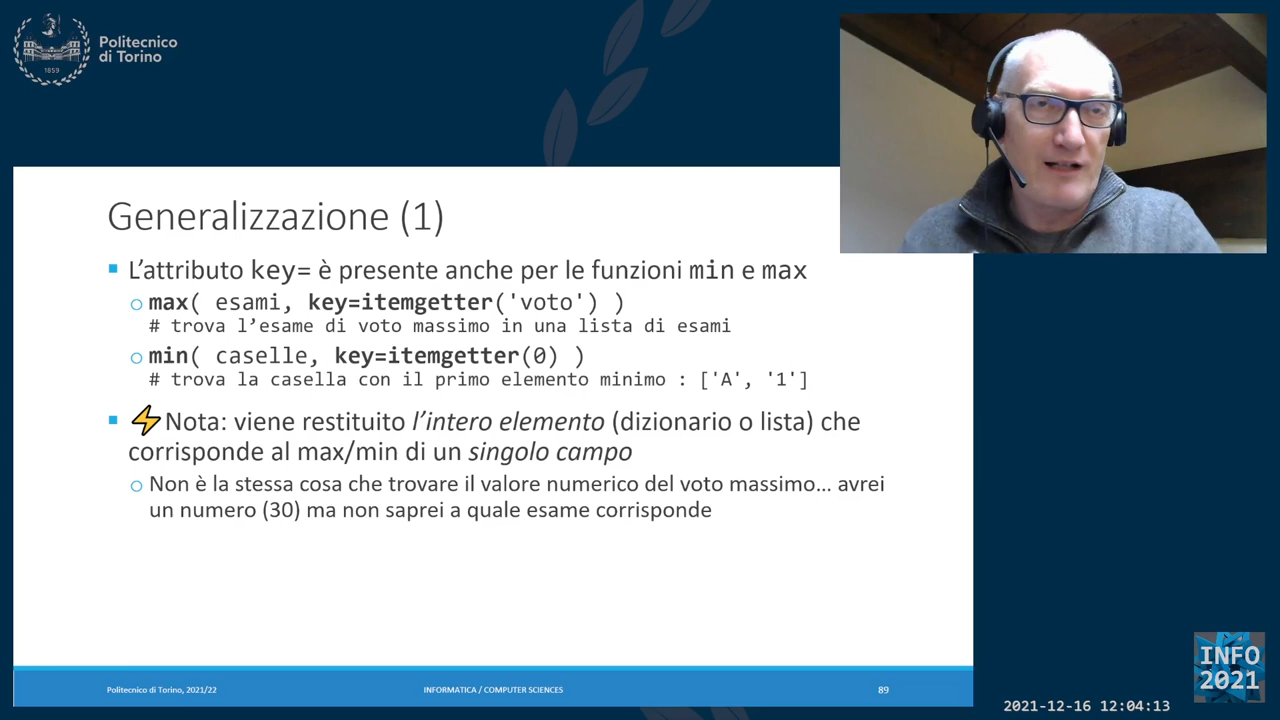 Politecnico
di Torino
1859
Generalizzazione (1)
L'attributo key= è presente anche per le funzioni min e max
max( esami, key=itemgetter('voto') )
# trova l'esame di voto massimo in una lista di esami
min( caselle, key=itemgetter(0) )
# trova la casella con il primo elemento minimo : ['A', '1']
⚡Nota: viene restituito l'intero elemento (dizionario o lista) che
corrisponde al max/min di un singolo campo
Non è la stessa cosa che trovare il valore numerico del voto massimo… avrei
un numero (30) ma non saprei a quale esame corrisponde
Politecnico di Torino, 2021/22
INFORMATICA / COMPUTER SCIENCES
89
INFO
2021
2021-12-16 12:04:13